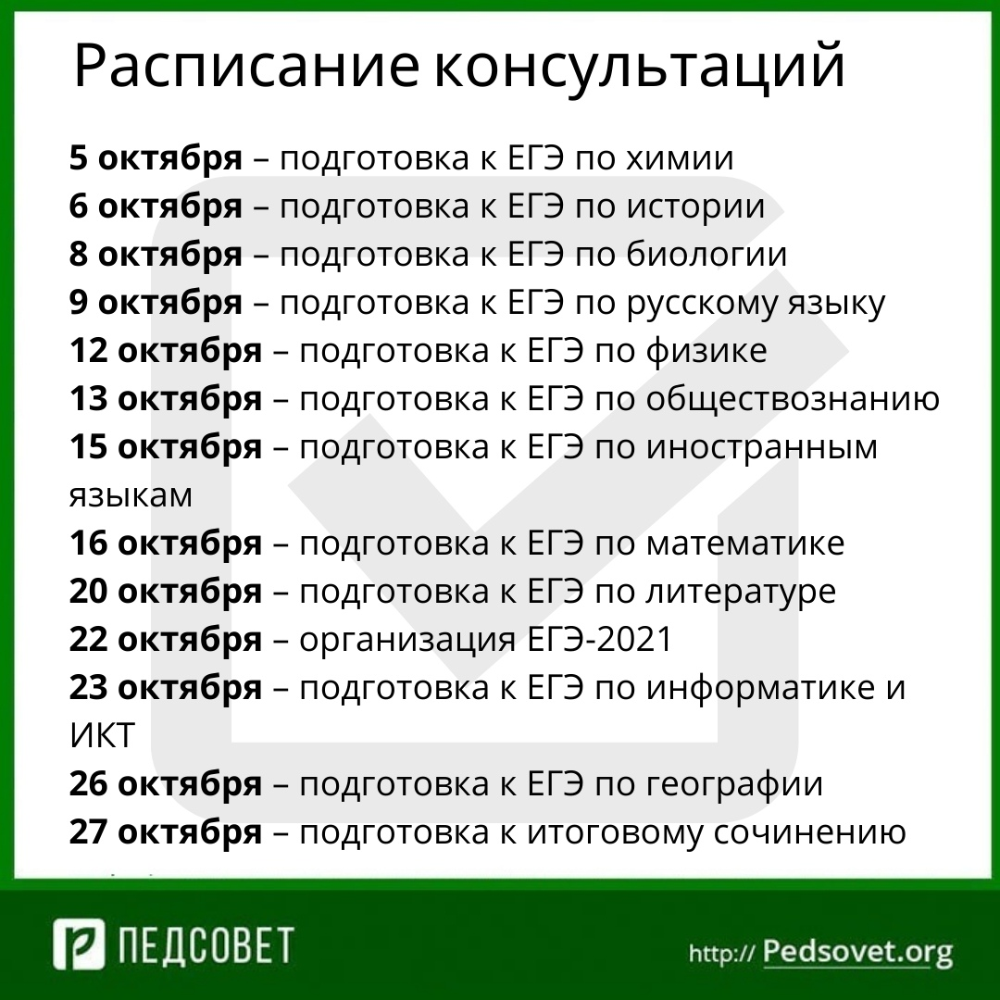 Расписание консультаций
5 октября – подготовка к ЕГЭ по химии
6 октября – подготовка к ЕГЭ по истории
8 октября – подготовка к ЕГЭ по биологии
9 октября – подготовка к ЕГЭ по русскому языку
12 октября – подготовка к ЕГЭ по физике
13 октября – подготовка к ЕГЭ по обществознанию
15 октября – подготовка к ЕГЭ по иностранным
языкам
16 октября – подготовка к ЕГЭ по математике
20 октября – подготовка к ЕГЭ по литературе
22 октября – организация ЕГЭ-2021
23 октября – подготовка к ЕГЭ по информатике и
ИКТ
26 октября – подготовка к ЕГЭ по географии
27 октября – подготовка к итоговому сочинению
ПЕДСОВЕТ
http:// Pedsovet.org